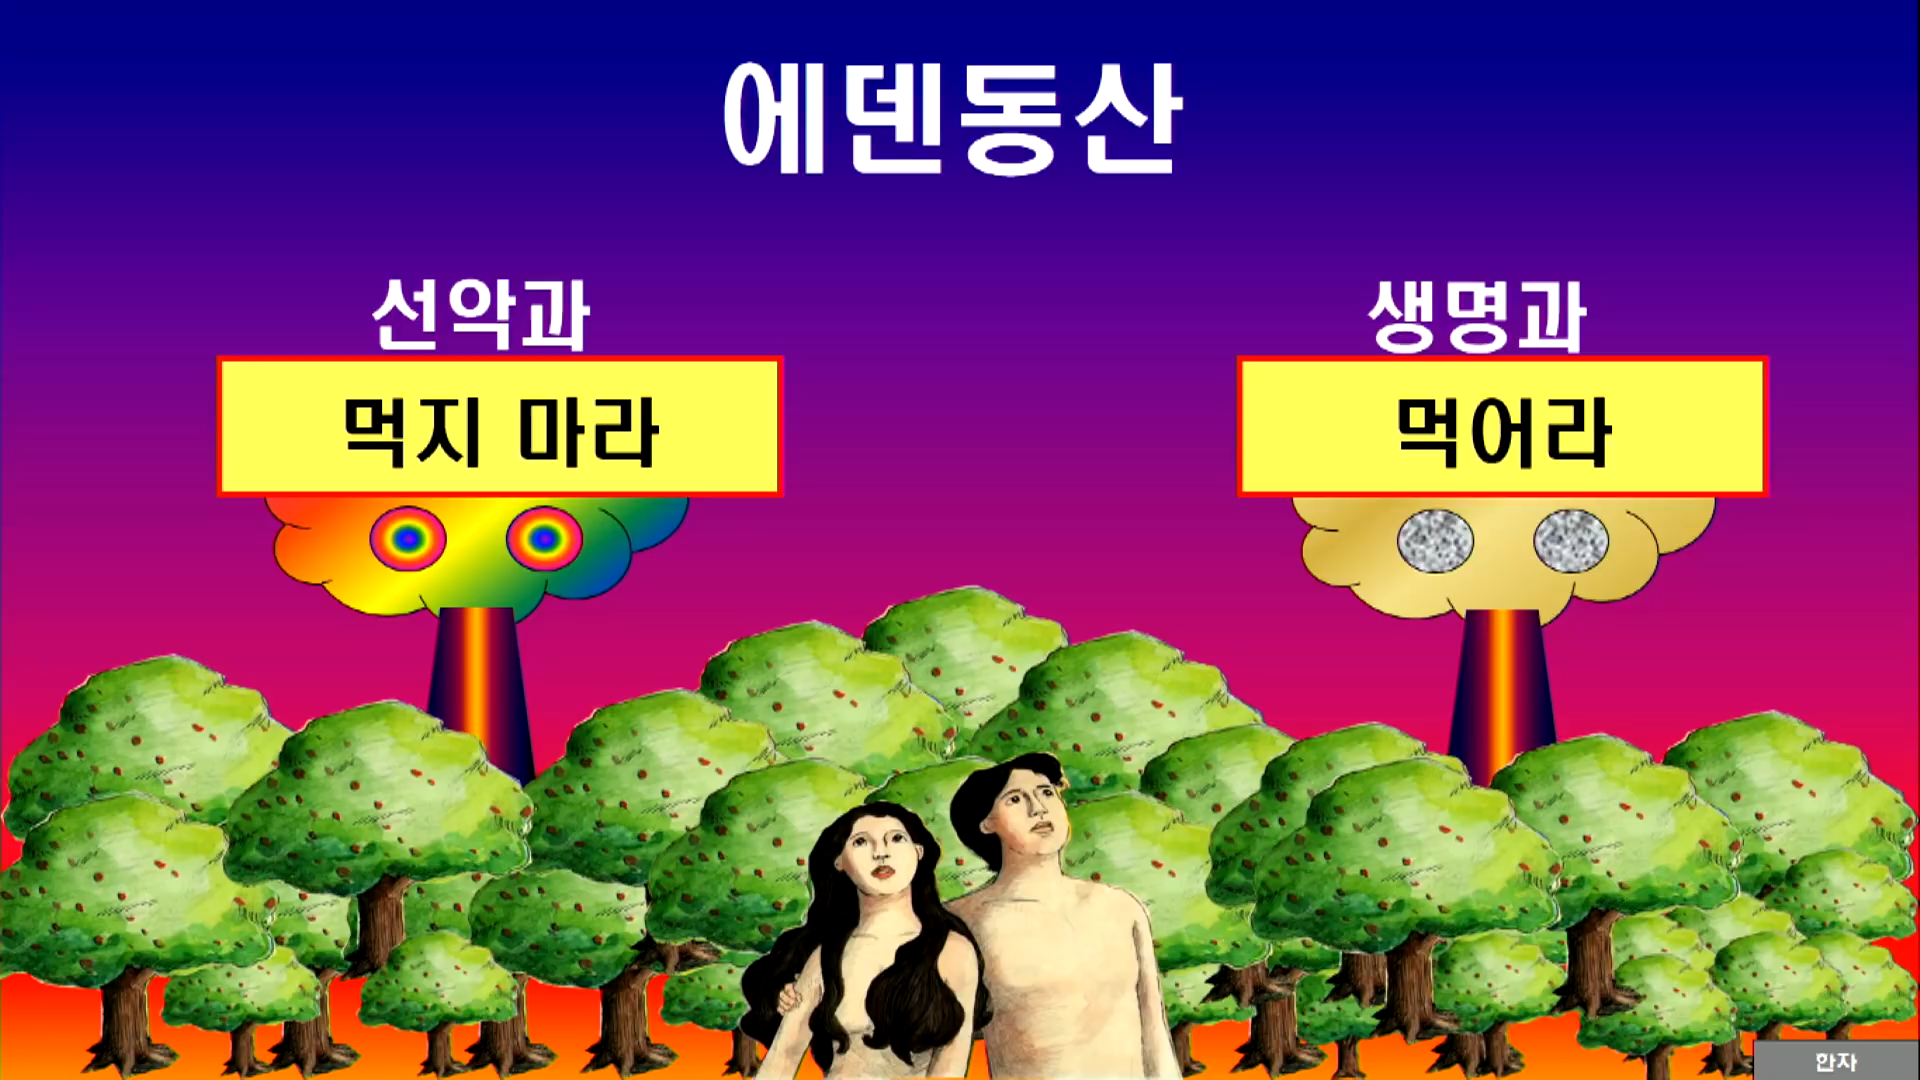 에덴동산
선악과
먹지 마라
생명과
먹어라
한자